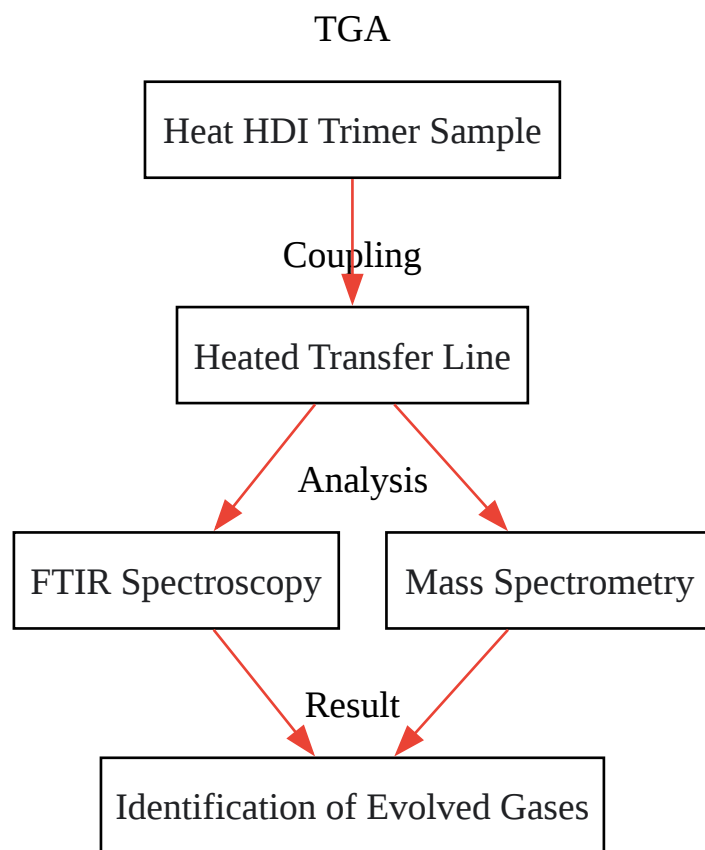 TGA
Heat HDI Trimer Sample
Coupling
Heated Transfer Line
Analysis
FTIR Spectroscopy
Mass Spectrometry
Result
Identification of Evolved Gases